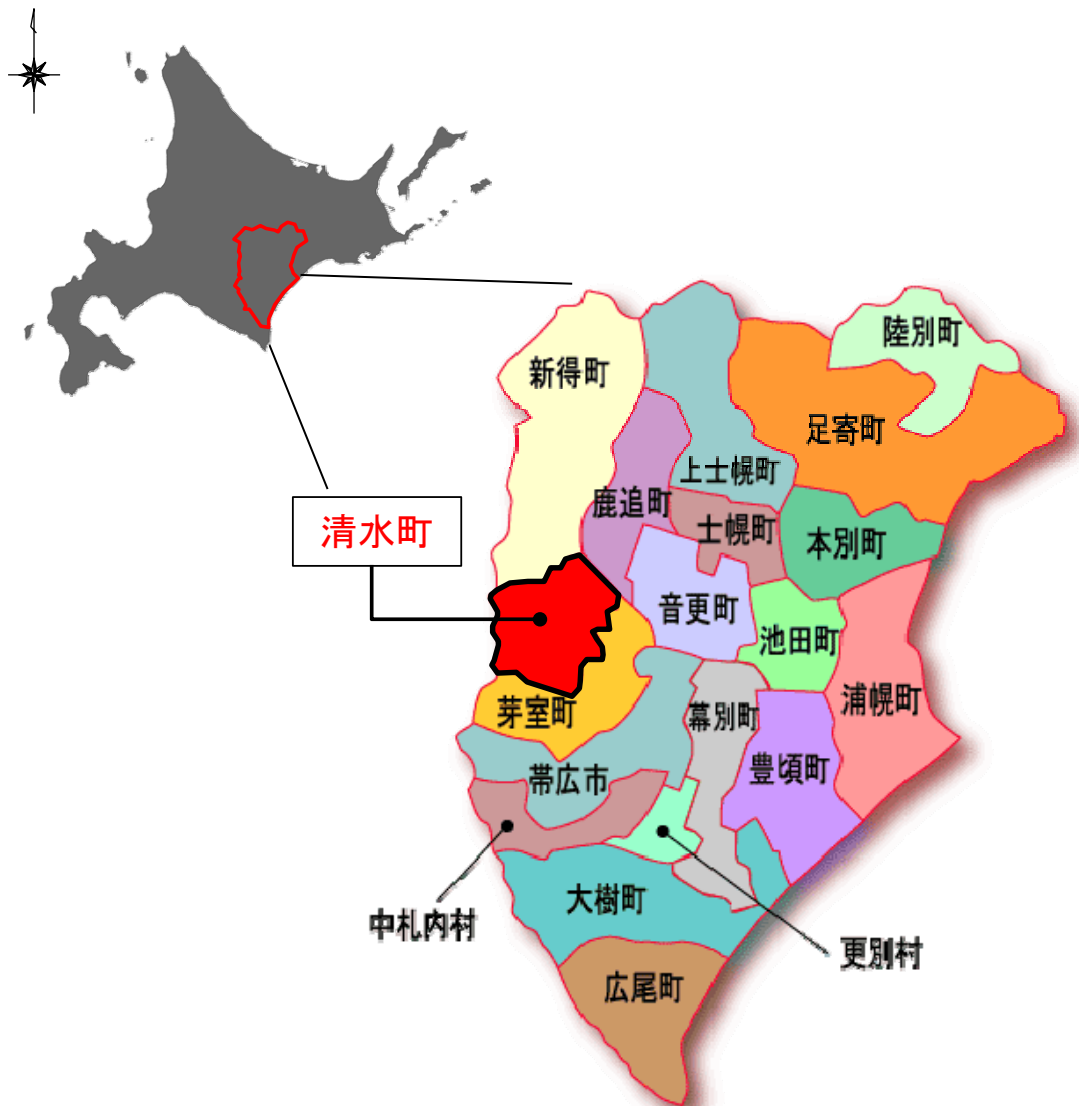 陸別町
新得町
足寄町
上士幌町
鹿追町
清水町
士幌町
本別町
音更町
池田町
浦幌町
芽室町
幕別町
豊頃町
帯広市
大樹町
中札内村
更別村
広尾町